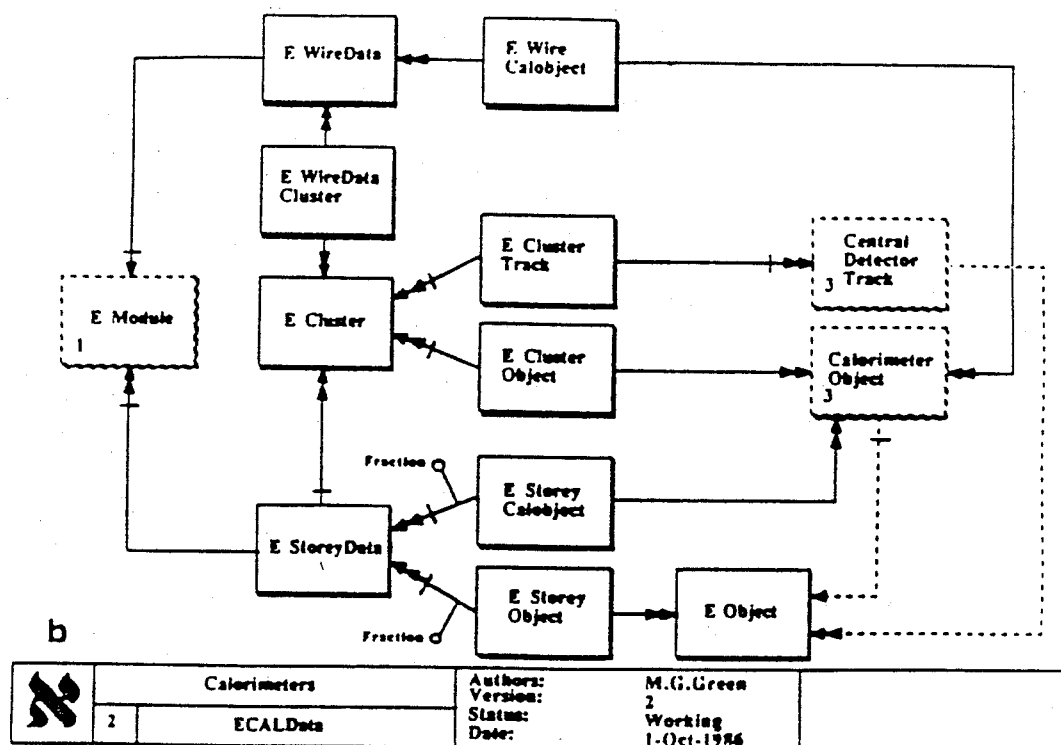 E WireData
E Wire
Calobject
E WireData
Cluster
E Cluster
Track
Central
Detector
Track
3
E Module
1
E Cluster
E Cluster
Object
Calorimeter
Object
3
Fraction
E Storey
Calobject
E StoreyData
E Storey
Object
E Object
Fraction
b
א
Calorimeters
2
ECALData
Authors: M.G.Green
Version: 2
Status: Working
Date: 1-Oct-1986